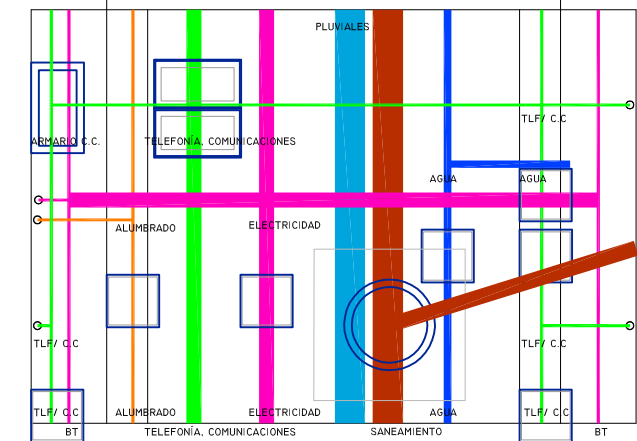 PLUVIALES
TLF/ C.C
ARMARIO C.C.
TELEFONÍA, COMUNICACIONES
AGUA
AGUA
ALUMBRADO
ELECTRICIDAD
TLF/ C.C
TLF/ C.C
TLF/ C.C
ALUMBRADO
ELECTRICIDAD
AGUA
TLF/ C.C
BT
TELEFONÍA, COMUNICACIONES
SANEAMIENTO
BT